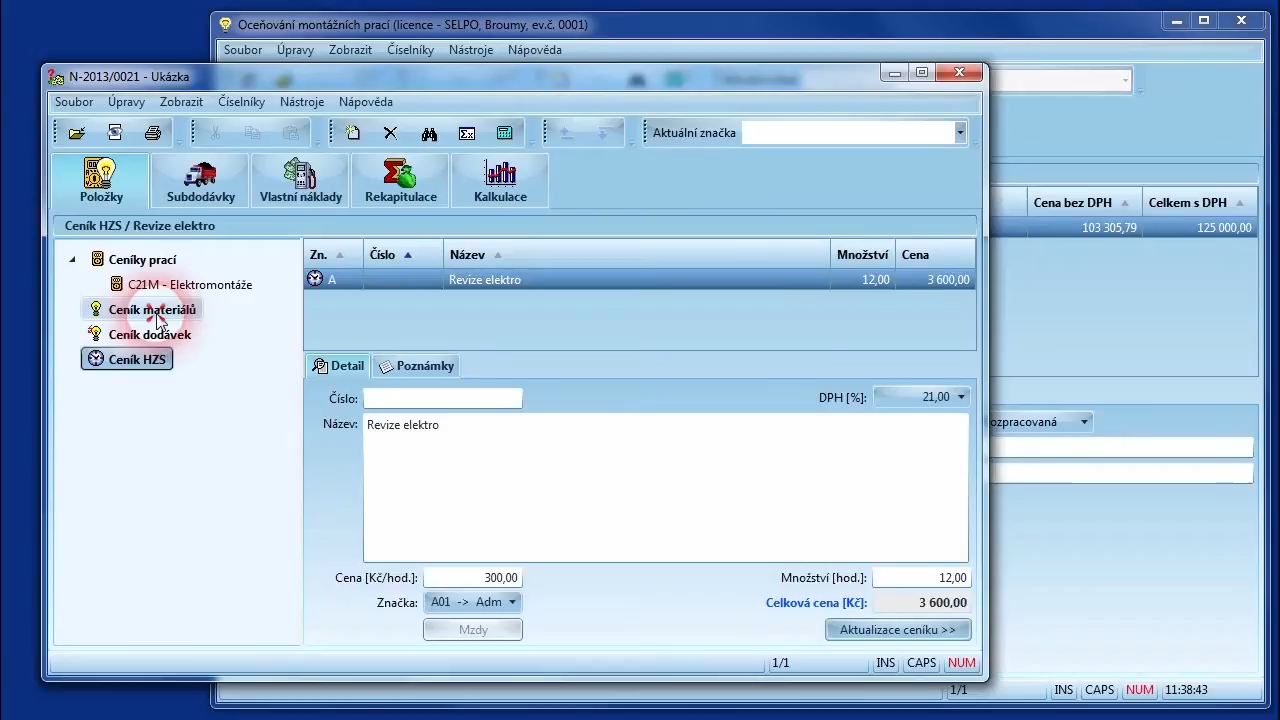 Oceňování montážních prací (licence - SELPO, Broumy, ev.č. 0001)
Soubor Úpravy Zobrazit Číselníky Nástroje Nápověda
N-2013/0021 - Ukázka
Soubor Úpravy Zobrazit Číselníky Nástroje Nápověda
Aktuální značka
Položky Subdodávky Vlastní náklady Rekapitulace Kalkulace
Cena bez DPH Celkem s DPH
103 305,79 125 000,00
Ceník HZS / Revize elektro
Ceníky prací
C21M - Elektromontáže
Ceník materiálů
Ceník dodávek
Ceník HZS
Zn. Číslo Název Množství Cena
A Revize elektro 12,00 3 600,00
Detail Poznámky
Číslo: DPH [%]: 21,00
Název: Revize elektro
ozpracovaná
Cena [Kč/hod.]: 300,00 Množství [hod.]: 12,00
Značka: A01 -> Adm Celková cena [Kč]: 3 600,00
Mzdy Aktualizace ceníku >>
1/1 INS CAPS NUM
1/1 INS CAPS NUM 11:38:43